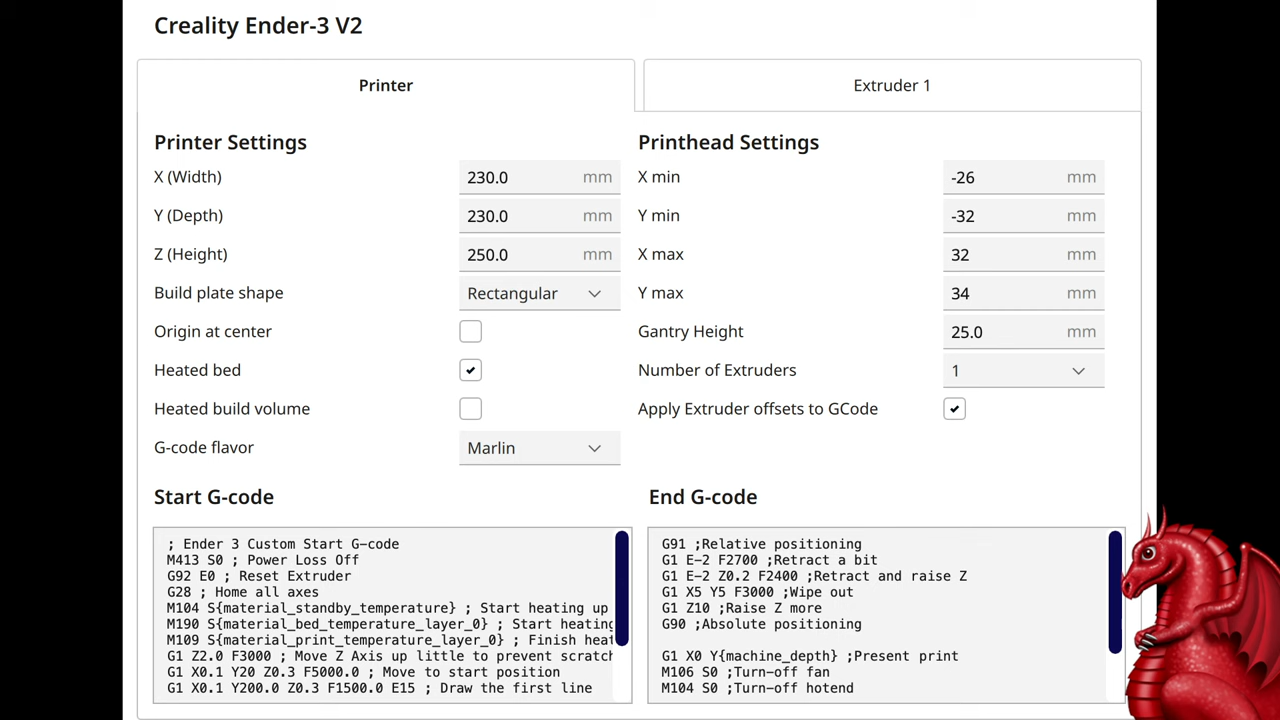 Creality Ender-3 V2
Printer
Extruder 1
Printer Settings
X (Width) 230.0 mm
Y (Depth) 230.0 mm
Z (Height) 250.0 mm
Build plate shape Rectangular
Origin at center
Heated bed
Heated build volume
G-code flavor Marlin
Printhead Settings
X min -26 mm
Y min -32 mm
X max 32 mm
Y max 34 mm
Gantry Height 25.0 mm
Number of Extruders 1
Apply Extruder offsets to GCode
Start G-code
; Ender 3 Custom Start G-code
M413 S0 ; Power Loss Off
G92 E0 ; Reset Extruder
G28 ; Home all axes
M104 S{material_standby_temperature} ; Start heating up
M190 S{material_bed_temperature_layer_0} ; Start heating
M109 S{material_print_temperature_layer_0} ; Finish heat
G1 Z2.0 F3000 ; Move Z Axis up little to prevent scratch
G1 X0.1 Y20 Z0.3 F5000.0 ; Move to start position
G1 X0.1 Y200.0 Z0.3 F1500.0 E15 ; Draw the first line
End G-code
G91 ;Relative positioning
G1 E-2 F2700 ;Retract a bit
G1 E-2 Z0.2 F2400 ;Retract and raise Z
G1 X5 Y5 F3000 ;Wipe out
G1 Z10 ;Raise Z more
G90 ;Absolute positioning
G1 X0 Y{machine_depth} ;Present print
M106 S0 ;Turn-off fan
M104 S0 ;Turn-off hotend